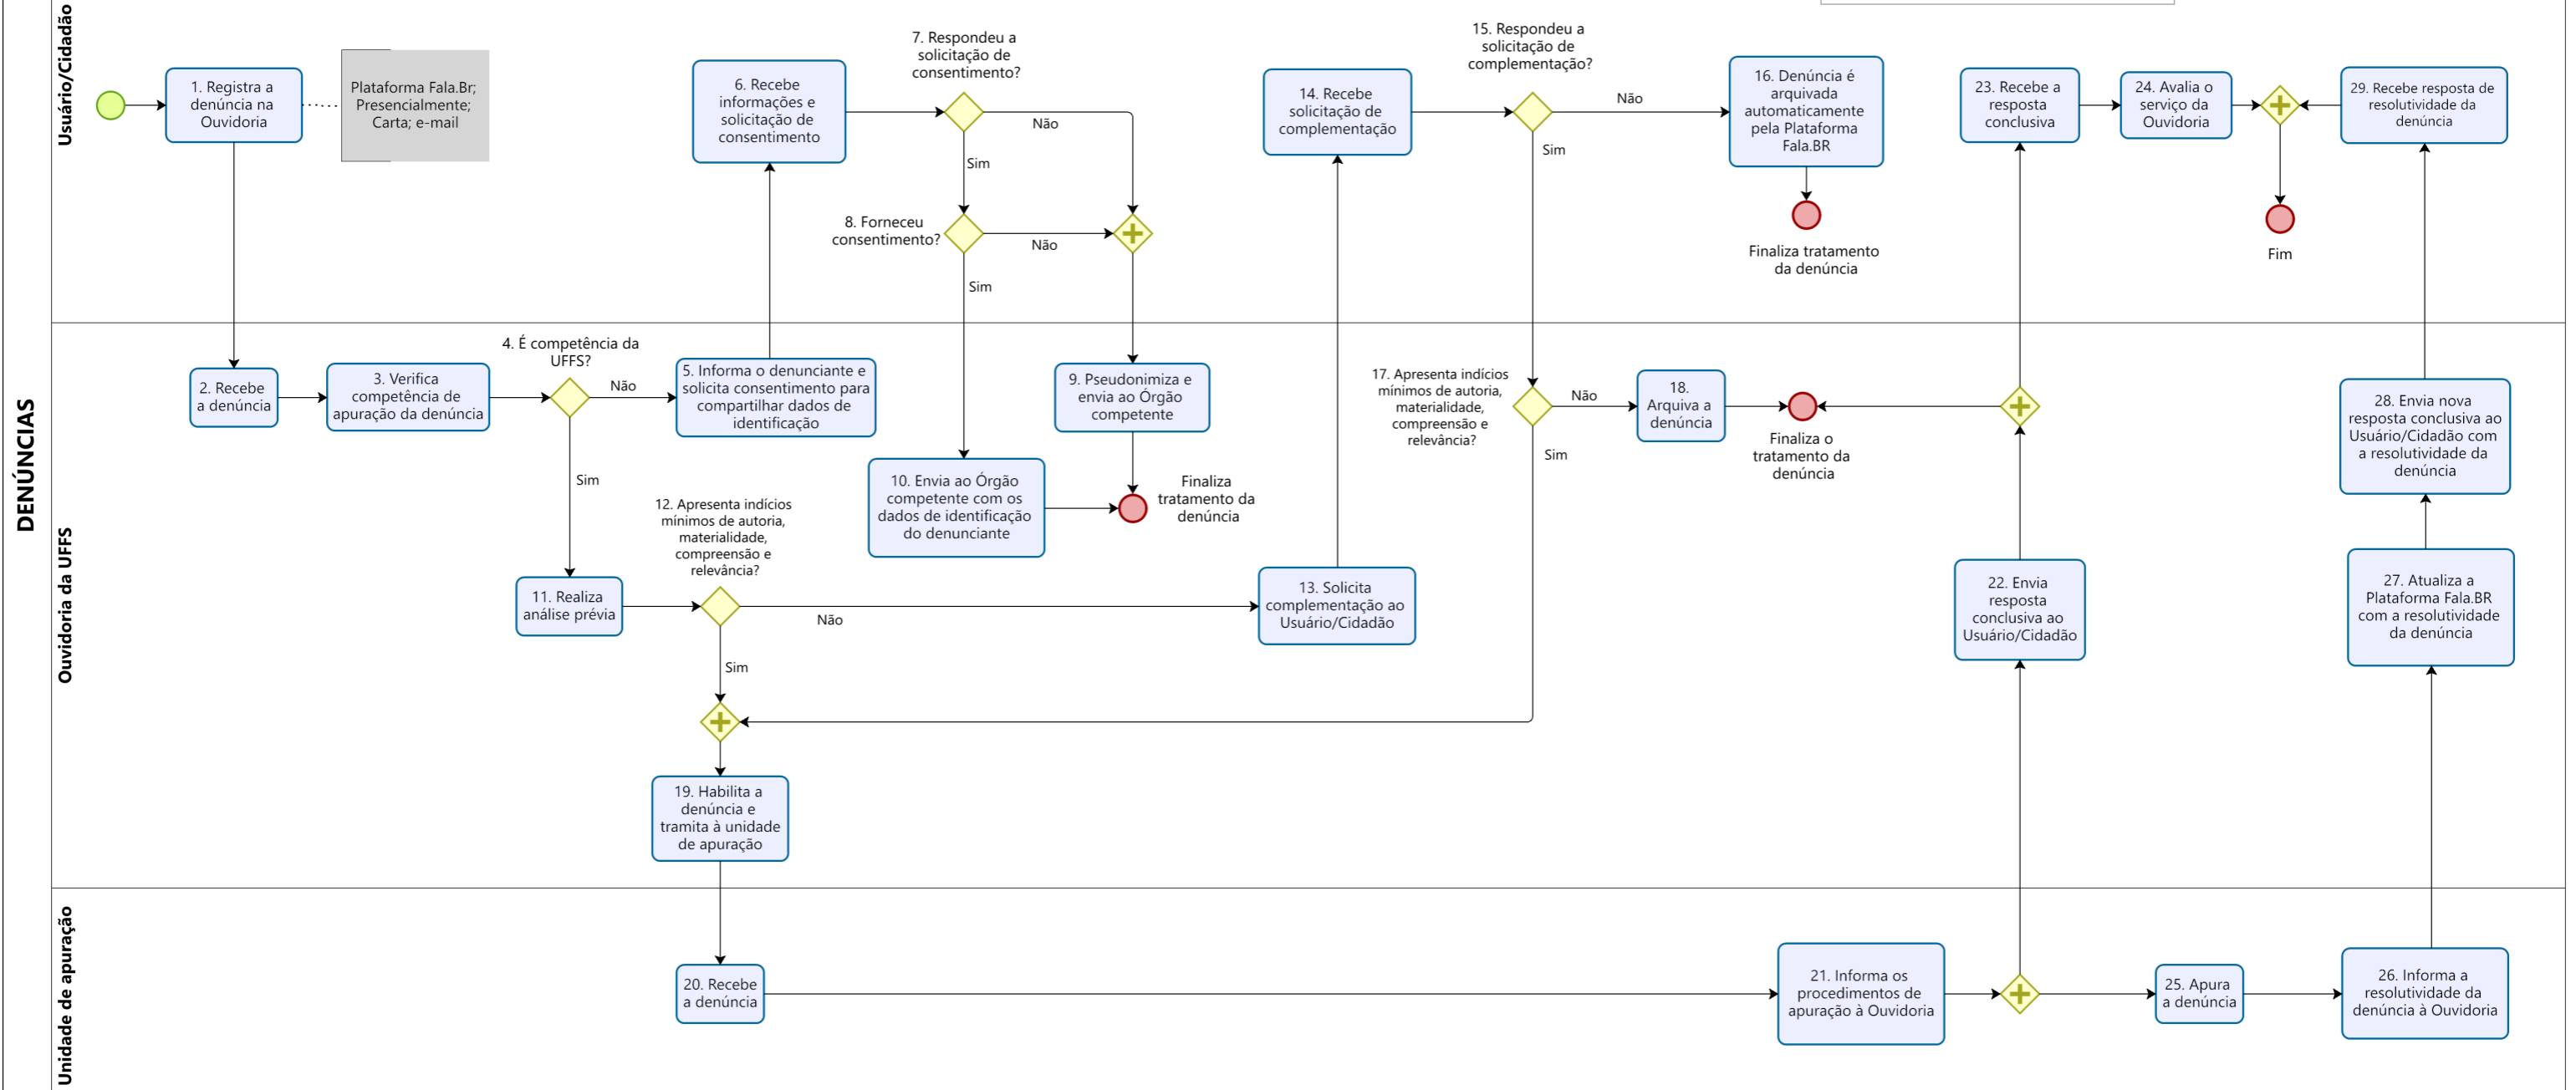 DENÚNCIAS
Usuário/Cidadão
1. Registra a
denúncia na
Ouvidoria
Plataforma Fala.Br;
Presencialmente;
Carta; e-mail
6. Recebe
informações e
solicitação de
consentimento
7. Respondeu a
solicitação de
consentimento?
Não
Sim
8. Forneceu
consentimento?
Não
Sim
14. Recebe
solicitação de
complementação
15. Respondeu a
solicitação de
complementação?
Não
Sim
16. Denúncia é
arquivada
automaticamente
pela Plataforma
Fala.BR
Finaliza tratamento
da denúncia
23. Recebe a
resposta
conclusiva
24. Avalia o
serviço da
Ouvidoria
29. Recebe resposta de
resolutividade da
denúncia
Fim
Ouvidoria da UFFS
2. Recebe
a denúncia
3. Verifica
competência de
apuração da denúncia
4. É competência da
UFFS?
Não
Sim
5. Informa o denunciante e
solicita consentimento para
compartilhar dados de
identificação
9. Pseudonimiza e
envia ao Órgão
competente
10. Envia ao Órgão
competente com os
dados de identificação
do denunciante
Finaliza
tratamento da
denúncia
11. Realiza
análise prévia
12. Apresenta indícios
mínimos de autoria,
materialidade,
compreensão e
relevância?
Não
Sim
13. Solicita
complementação ao
Usuário/Cidadão
17. Apresenta indícios
mínimos de autoria,
materialidade,
compreensão e
relevância?
Não
Sim
18.
Arquiva a
denúncia
Finaliza o
tratamento da
denúncia
19. Habilita a
denúncia e
tramita à unidade
de apuração
22. Envia
resposta
conclusiva ao
Usuário/Cidadão
28. Envia nova
resposta conclusiva ao
Usuário/Cidadão com
a resolutividade da
denúncia
27. Atualiza a
Plataforma Fala.BR
com a resolutividade
da denúncia
Unidade de apuração
20. Recebe
a denúncia
21. Informa os
procedimentos de
apuração à Ouvidoria
25. Apura
a denúncia
26. Informa a
resolutividade da
denúncia à Ouvidoria